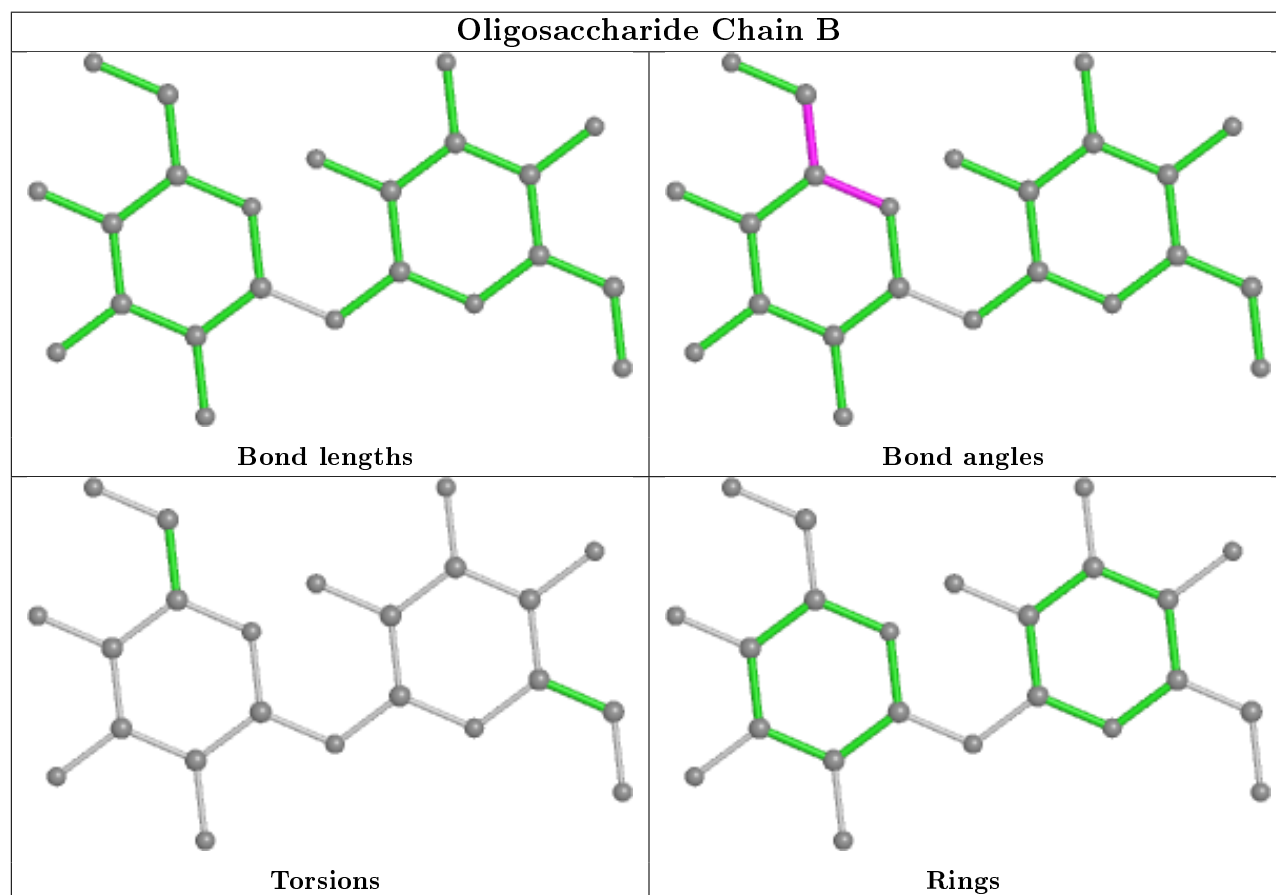 Oligosaccharide Chain B
Bond lengths
Bond angles
Torsions
Rings